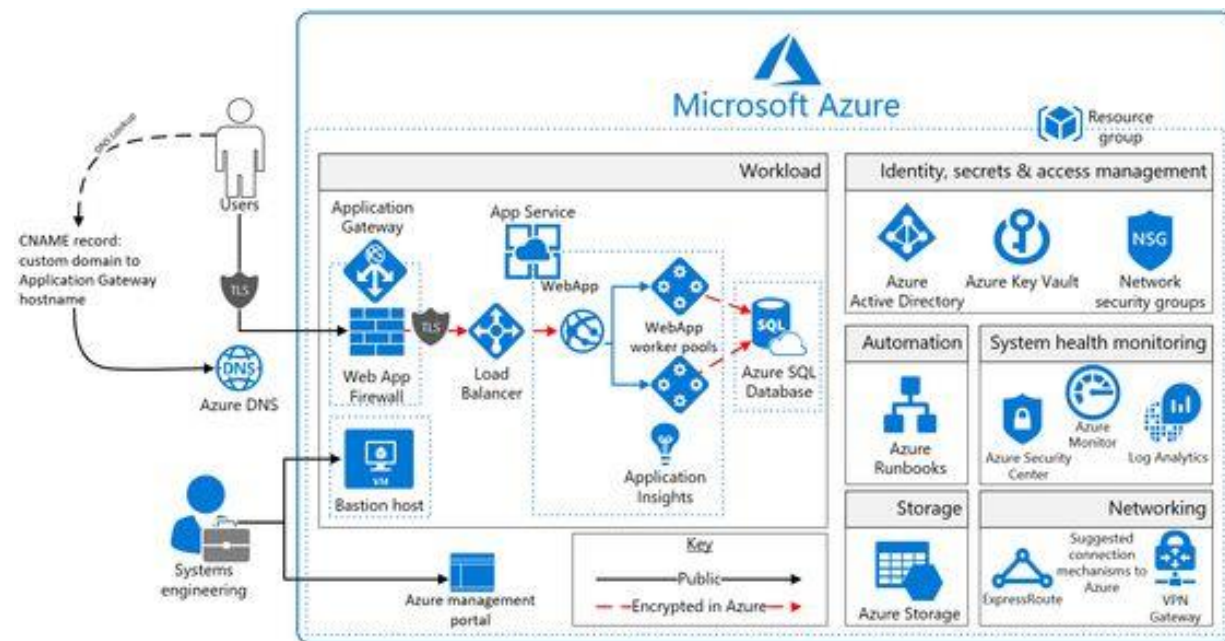 Microsoft Azure
Resource
group
DNS Lookup
Users
CNAME record:
custom domain to
Application Gateway
hostname
TLS
DNS
Azure DNS
Systems
engineering
Workload
Application
Gateway
Web App
Firewall
TLS
Load
Balancer
App Service
WebApp
WebApp
worker pools
SQL
Azure SQL
Database
Application
Insights
VM
Bastion host
Azure management
portal
Key
Public
Encrypted in Azure
Identity, secrets & access management
Azure
Active Directory
Azure Key Vault
NSG
Network
security groups
Automation
Azure
Runbooks
System health monitoring
Azure Security
Center
Azure
Monitor
Log Analytics
Storage
Azure Storage
Networking
Suggested
connection
mechanisms to
Azure
ExpressRoute
VPN
Gateway